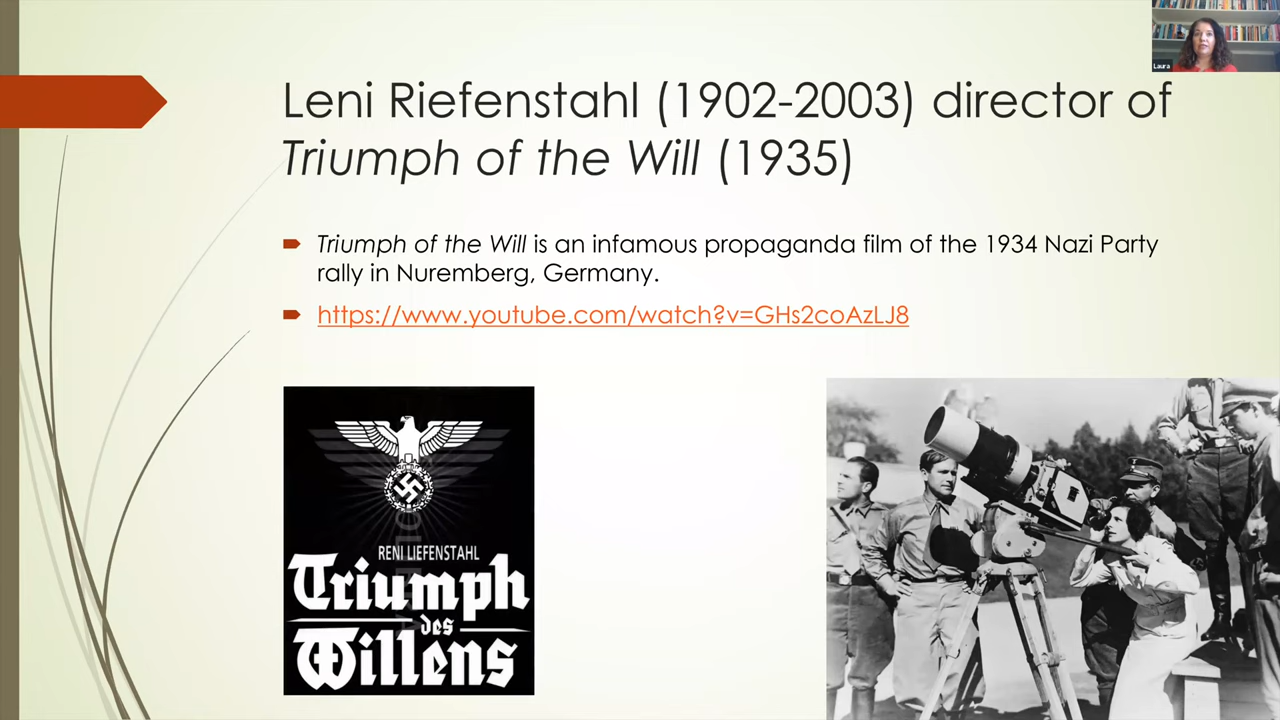 Laura
Leni Riefenstahl (1902-2003) director of
Triumph of the Will (1935)
Triumph of the Will is an infamous propaganda film of the 1934 Nazi Party
rally in Nuremberg, Germany.
https://www.youtube.com/watch?v=GHs2coAzLJ8
RENI LIEFENSTAHL
Triumph
des
Willens